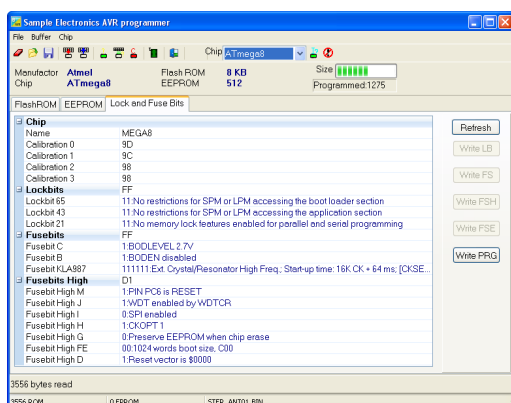 Sample Electronics AVR programmer
File Buffer Chip
Chip ATmega8
Manufactor Atmel Flash ROM 8 KB Size
Chip ATmega8 EEPROM 512 Programmed:1275
FlashROM EEPROM Lock and Fuse Bits
Chip
Name MEGA8
Calibration 0 9D
Calibration 1 9C
Calibration 2 98
Calibration 3 98
Lockbits FF
Lockbit 65 11:No restrictions for SPM or LPM accessing the boot loader section
Lockbit 43 11:No restrictions for SPM or LPM accessing the application section
Lockbit 21 11:No memory lock features enabled for parallel and serial programming
Fusebits FF
Fusebit C 1:BODLEVEL 2.7V
Fusebit B 1:BODEN disabled
Fusebit KLA987 111111:Ext. Crystal/Resonator High Freq.; Start-up time: 16K CK + 64 ms; [CKSE...
Fusebits High D1
Fusebit High M 1:PIN PC6 is RESET
Fusebit High J 1:WDT enabled by WDTCR
Fusebit High I 0:SPI enabled
Fusebit High H 1:CKOPT 1
Fusebit High G 0:Preserve EEPROM when chip erase
Fusebit High FE 00:1024 words boot size, C00
Fusebit High D 1:Reset vector is $0000
Refresh
Write LB
Write FS
Write FSH
Write FSE
Write PRG
3556 bytes read
3556 ROM 0 EPROM STEP_ANT01.BIN